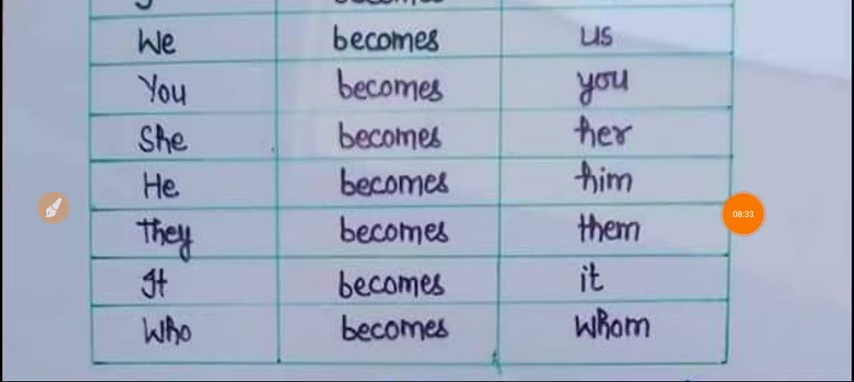 We becomes us
You becomes you
She becomes her
He becomes him
They becomes them
It becomes it
Who becomes whom
08:33